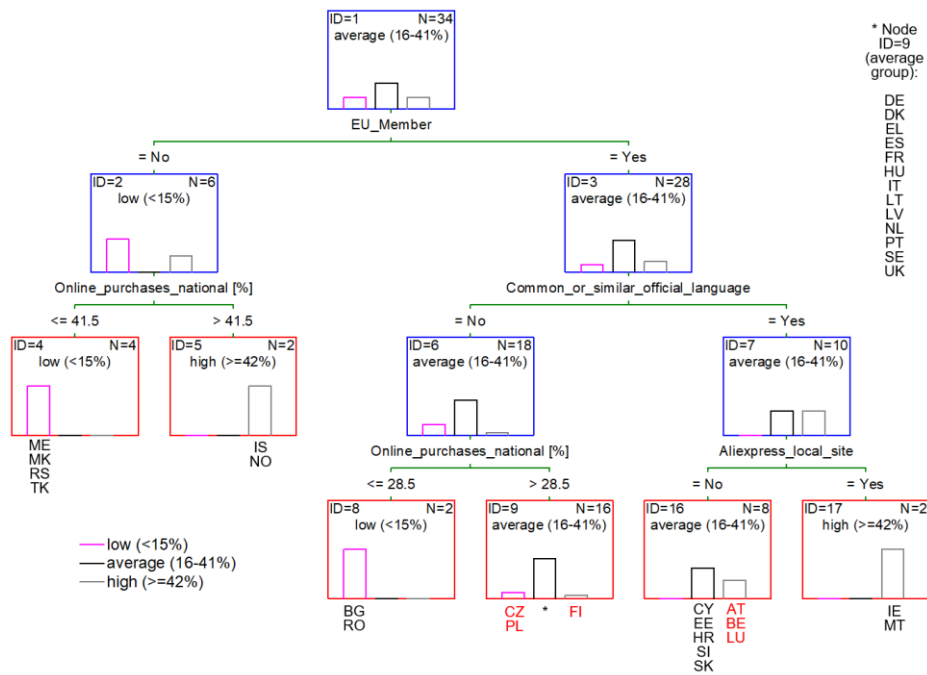 ID=1 N=34
average (16-41%)
EU_Member
= No
= Yes
ID=2 N=6
low (<15%)
Online_purchases_national [%]
ID=3 N=28
average (16-41%)
Common_or_similar_official_language
<= 41.5
> 41.5
= No
= Yes
ID=4 N=4
low (<15%)
ME
MK
RS
TK
ID=5 N=2
high (>=42%)
IS
NO
ID=6 N=18
average (16-41%)
Online_purchases_national [%]
ID=7 N=10
average (16-41%)
Aliexpress_local_site
<= 28.5
> 28.5
= No
= Yes
ID=8 N=2
low (<15%)
BG
RO
ID=9 N=16
average (16-41%)
CZ * FI
PL
ID=16 N=8
average (16-41%)
CY AT
EE BE
HR LU
SI
SK
ID=17 N=2
high (>=42%)
IE
MT
low (<15%)
average (16-41%)
high (>=42%)
* Node
ID=9
(average
group):
DE
DK
EL
ES
FR
HU
IT
LT
LV
NL
PT
SE
UK